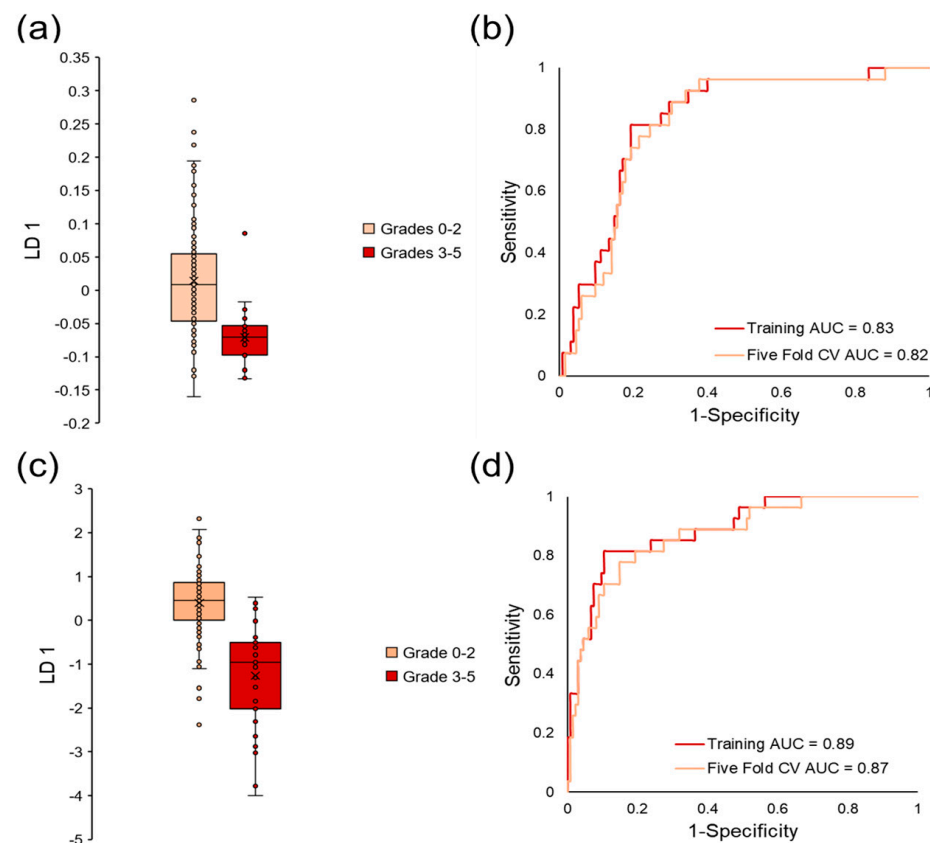 (a)
0.35
0.3
0.25
0.2
0.15
0.1
0.05
0
-0.05
-0.1
-0.15
-0.2
LD 1
Grades 0-2
Grades 3-5
(b)
1
0.8
0.6
0.4
0.2
0
Sensitivity
Training AUC = 0.83
Five Fold CV AUC = 0.82
0 0.2 0.4 0.6 0.8 1
1-Specificity
(c)
3
2
1
0
-1
-2
-3
-4
-5
LD 1
Grade 0-2
Grade 3-5
(d)
1
0.8
0.6
0.4
0.2
0
Sensitivity
Training AUC = 0.89
Five Fold CV AUC = 0.87
0 0.2 0.4 0.6 0.8 1
1-Specificity